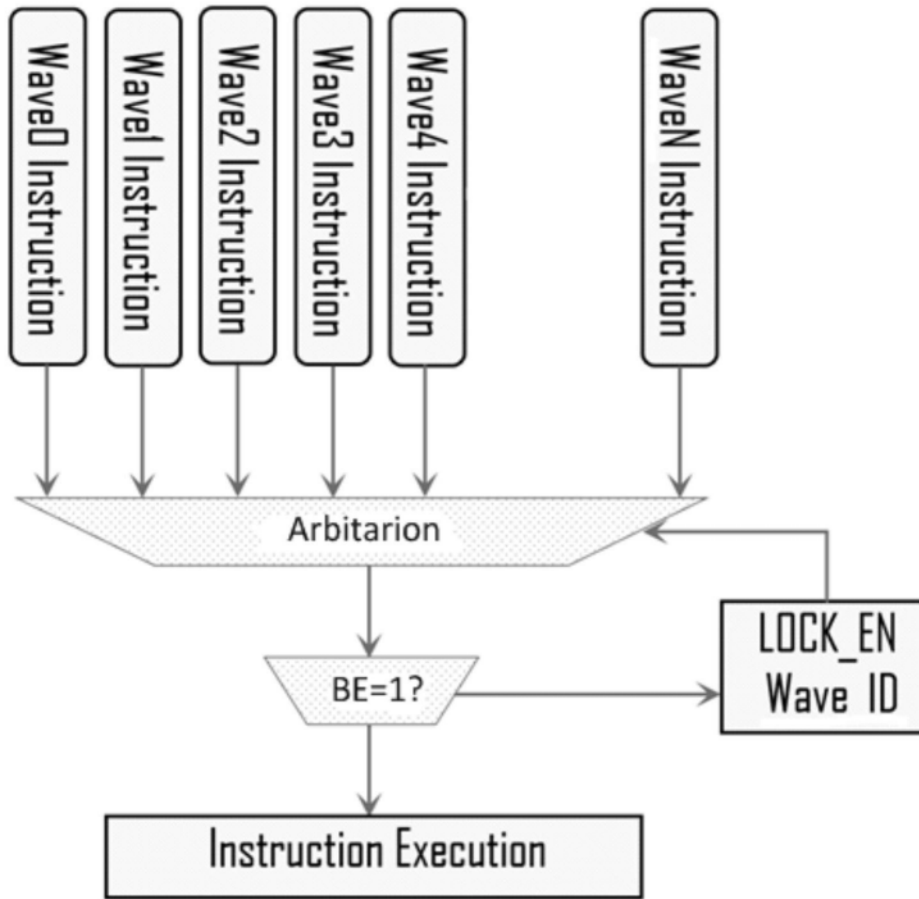 Wave0 Instruction
Wave1 Instruction
Wave2 Instruction
Wave3 Instruction
Wave4 Instruction
WaveN Instruction
Arbitarion
BE=1?
LOCK_EN
Wave ID
Instruction Execution